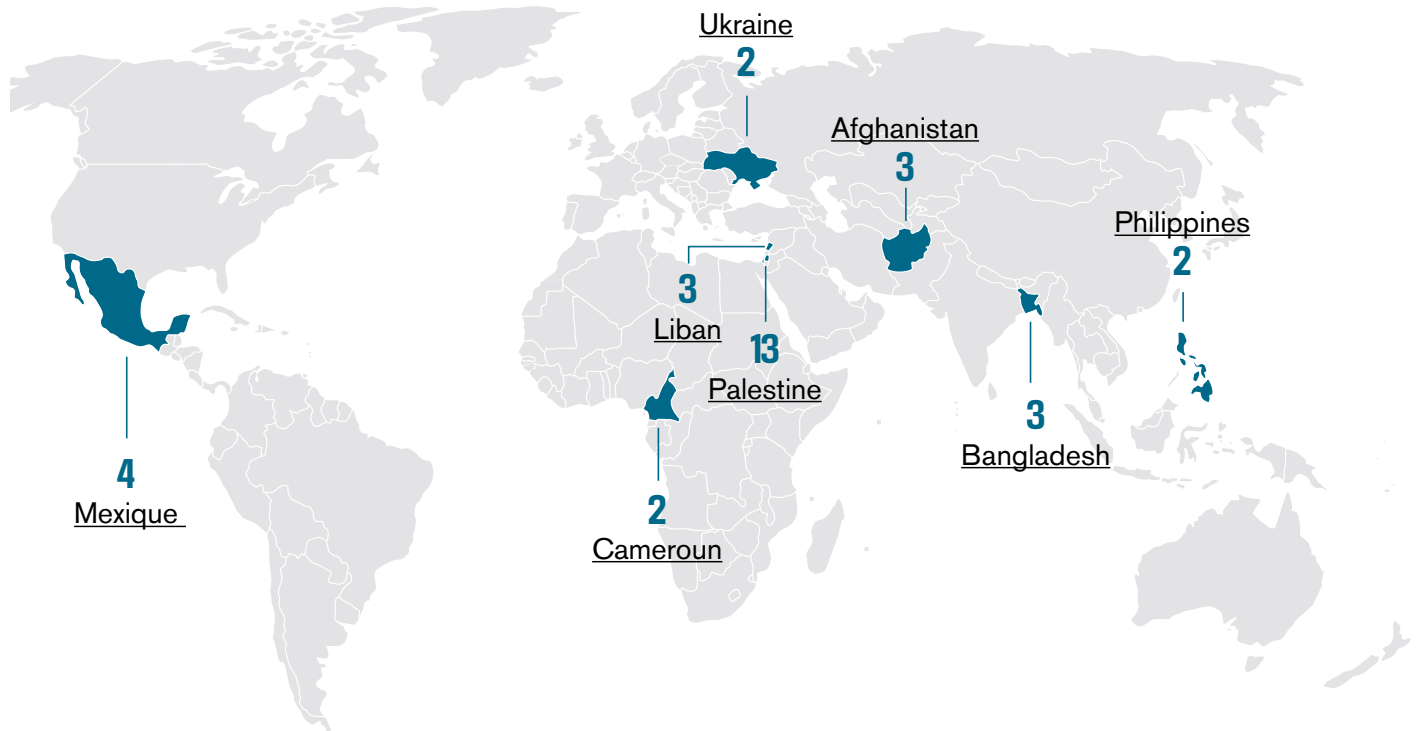 Ukraine
2
Afghanistan
3
Philippines
2
3
Liban
13
Palestine
3
Bangladesh
4
Mexique
2
Cameroun